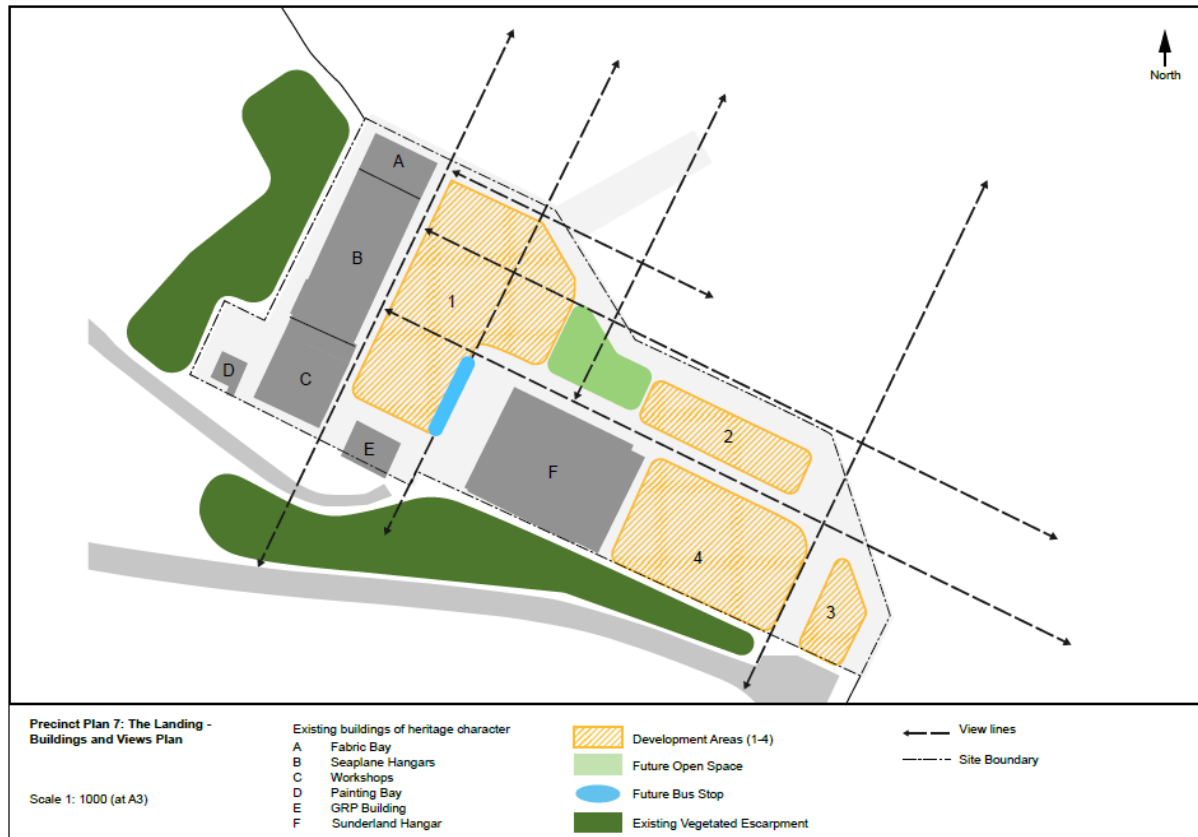 North
A
B
1
D
C
2
E
F
4
3
Precinct Plan 7: The Landing -
Buildings and Views Plan
Scale 1: 1000 (at A3)
Existing buildings of heritage character
A Fabric Bay
B Seaplane Hangars
C Workshops
D Painting Bay
E GRP Building
F Sunderland Hangar
Development Areas (1-4)
Future Open Space
Future Bus Stop
Existing Vegetated Escarpment
View lines
Site Boundary